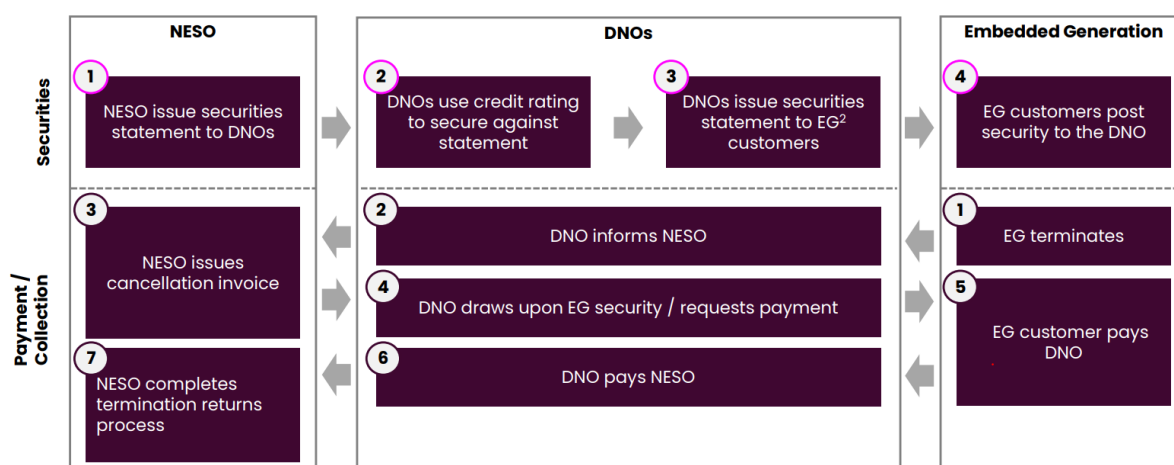 NESO
DNOs
Embedded Generation
Securities
1
NESO issue securities
statement to DNOs
2
DNOs use credit rating
to secure against
statement
3
DNOs issue securities
statement to EG²
customers
4
EG customers post
security to the DNO
Payment /
Collection
1
EG terminates
2
DNO informs NESO
3
NESO issues
cancellation invoice
4
DNO draws upon EG security / requests payment
5
EG customer pays
DNO
6
DNO pays NESO
7
NESO completes
termination returns
process